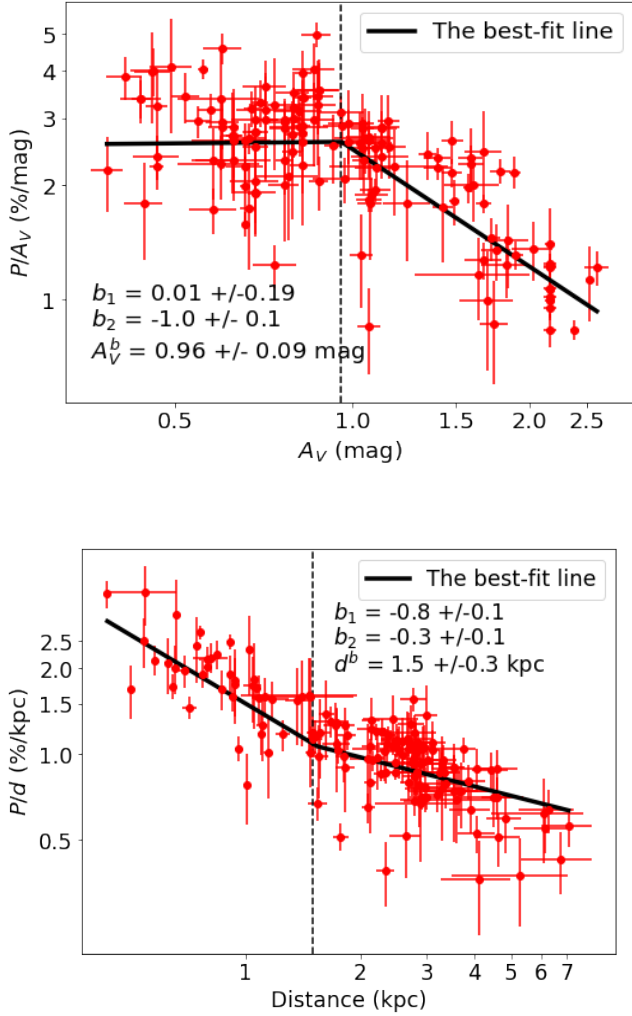 The best-fit line
5
4
3
2
1
P/A_V (%/mag)
b_1 = 0.01 +/-0.19
b_2 = -1.0 +/- 0.1
A_V^b = 0.96 +/- 0.09 mag
0.5 1.0 1.5 2.0 2.5
A_V (mag)
The best-fit line
b_1 = -0.8 +/-0.1
b_2 = -0.3 +/-0.1
d^b = 1.5 +/-0.3 kpc
2.5
2.0
1.5
1.0
0.5
P/d (%/kpc)
1 2 3 4 5 6 7
Distance (kpc)